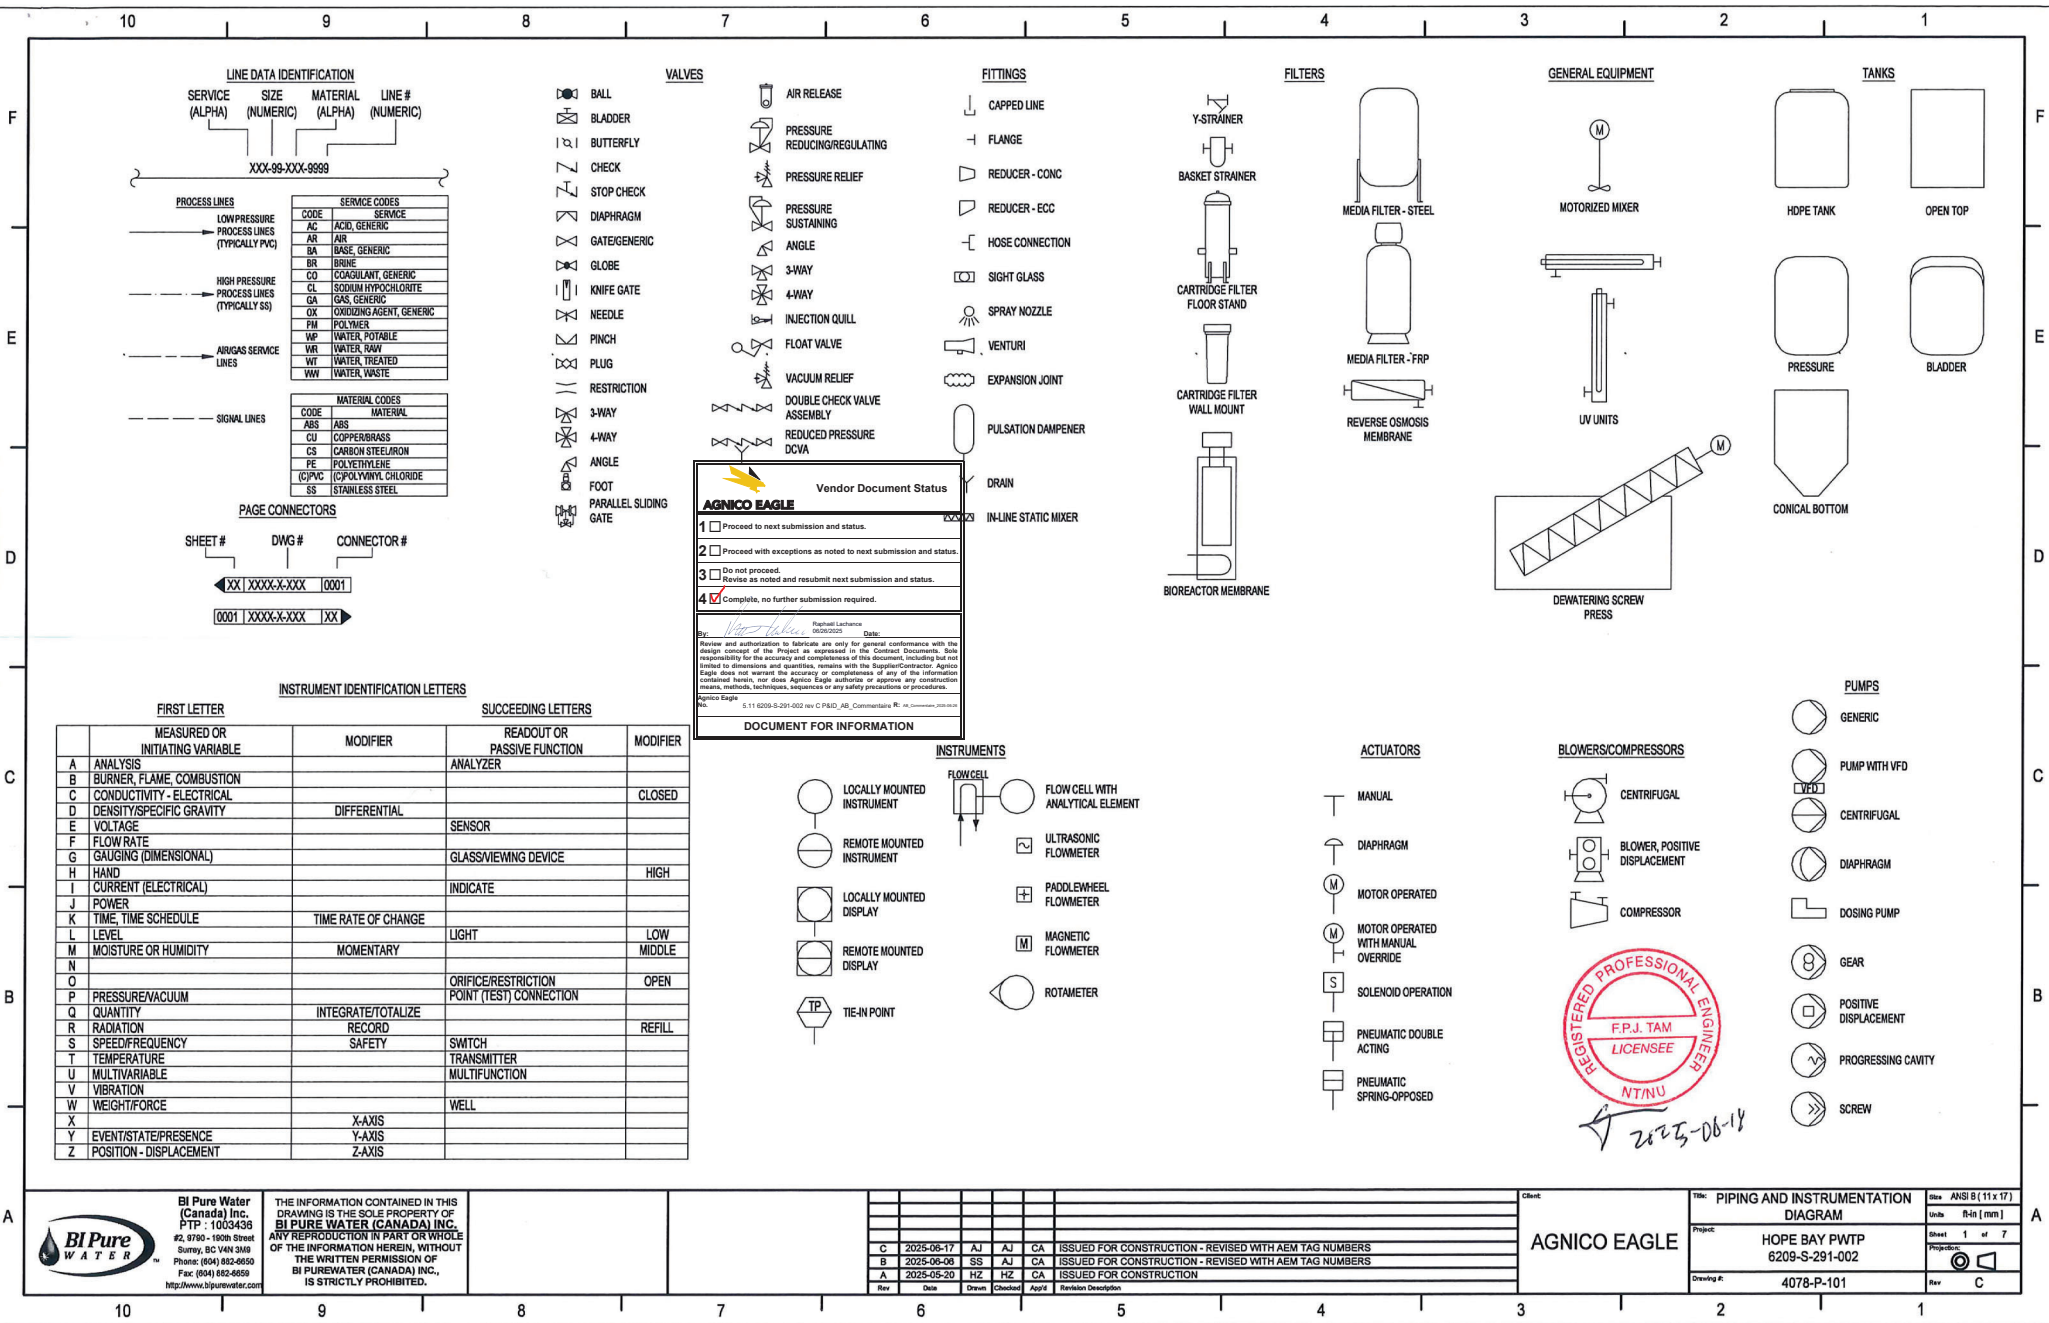 10 9 8 7 6 5 4 3 2 1
F
E
D
C
B
A
LINE DATA IDENTIFICATION
SERVICE (ALPHA)
SIZE (NUMERIC)
MATERIAL (ALPHA)
LINE # (NUMERIC)
XXX-99-XXX-9999
PROCESS LINES
LOW PRESSURE
PROCESS LINES
(TYPICALLY PVC)
HIGH PRESSURE
PROCESS LINES
(TYPICALLY SS)
AIR/GAS SERVICE
LINES
SIGNAL LINES
SERVICE CODES
CODE SERVICE
AC ACID, GENERIC
AR AIR
BA BASE, GENERIC
BR BRINE
CO COAGULANT, GENERIC
CL SODIUM HYPOCHLORITE
GA GAS, GENERIC
OX OXIDIZING AGENT, GENERIC
PM POLYMER
WP WATER, POTABLE
WR WATER, RAW
WT WATER, TREATED
WW WATER, WASTE
MATERIAL CODES
CODE MATERIAL
ABS ABS
CU COPPER/BRASS
CS CARBON STEEL/IRON
PE POLYETHYLENE
(C)PVC (C)POLYVINYL CHLORIDE
SS STAINLESS STEEL
PAGE CONNECTORS
SHEET # DWG # CONNECTOR #
XX XXXX-X-XXX 0001
0001 XXXX-X-XXX XX
VALVES
BALL
BLADDER
BUTTERFLY
CHECK
STOP CHECK
DIAPHRAGM
GATE/GENERIC
GLOBE
KNIFE GATE
NEEDLE
PINCH
PLUG
RESTRICTION
3-WAY
4-WAY
ANGLE
FOOT
PARALLEL SLIDING
GATE
AIR RELEASE
PRESSURE
REDUCING/REGULATING
PRESSURE RELIEF
PRESSURE
SUSTAINING
ANGLE
3-WAY
4-WAY
INJECTION QUILL
FLOAT VALVE
VACUUM RELIEF
DOUBLE CHECK VALVE
ASSEMBLY
REDUCED PRESSURE
DCVA
FITTINGS
CAPPED LINE
FLANGE
REDUCER - CONC
REDUCER - ECC
HOSE CONNECTION
SIGHT GLASS
SPRAY NOZZLE
VENTURI
EXPANSION JOINT
PULSATION DAMPENER
DRAIN
IN-LINE STATIC MIXER
FILTERS
Y-STRAINER
BASKET STRAINER
CARTRIDGE FILTER
FLOOR STAND
CARTRIDGE FILTER
WALL MOUNT
BIOREACTOR MEMBRANE
MEDIA FILTER - STEEL
MEDIA FILTER - FRP
REVERSE OSMOSIS
MEMBRANE
GENERAL EQUIPMENT
M
MOTORIZED MIXER
UV UNITS
M
DEWATERING SCREW
PRESS
TANKS
HDPE TANK
OPEN TOP
PRESSURE
BLADDER
CONICAL BOTTOM
AGNICO EAGLE
Vendor Document Status
1 Proceed to next submission and status.
2 Proceed with exceptions as noted to next submission and status.
3 Do not proceed.
Revise as noted and resubmit next submission and status.
4 Complete, no further submission required.
By: Raphaël Lachance
06/26/2025 Date:
Review and authorization to fabricate are only for general conformance with the
design concept of the Project as expressed in the Contract Documents. Sole
responsibility for the accuracy and completeness of this document, including but not
limited to dimensions and quantities, remains with the Supplier/Contractor. Agnico
Eagle does not warrant the accuracy or completeness of any of the information
contained herein, nor does Agnico Eagle authorize or approve any construction
means, methods, techniques, sequences or any safety precautions or procedures.
Agnico Eagle
No. 5.11 6209-S-291-002 rev C P&ID_AB_Commentaire R:
DOCUMENT FOR INFORMATION
INSTRUMENT IDENTIFICATION LETTERS
FIRST LETTER SUCCEEDING LETTERS
MEASURED OR INITIATING VARIABLE MODIFIER READOUT OR PASSIVE FUNCTION MODIFIER
A ANALYSIS ANALYZER
B BURNER, FLAME, COMBUSTION
C CONDUCTIVITY - ELECTRICAL CLOSED
D DENSITY/SPECIFIC GRAVITY DIFFERENTIAL
E VOLTAGE SENSOR
F FLOW RATE
G GAUGING (DIMENSIONAL) GLASS/VIEWING DEVICE
H HAND HIGH
I CURRENT (ELECTRICAL) INDICATE
J POWER
K TIME, TIME SCHEDULE TIME RATE OF CHANGE
L LEVEL LIGHT LOW
M MOISTURE OR HUMIDITY MOMENTARY MIDDLE
N
O ORIFICE/RESTRICTION OPEN
P PRESSURE/VACUUM POINT (TEST) CONNECTION
Q QUANTITY INTEGRATE/TOTALIZE
R RADIATION RECORD REFILL
S SPEED/FREQUENCY SAFETY SWITCH
T TEMPERATURE TRANSMITTER
U MULTIVARIABLE MULTIFUNCTION
V VIBRATION
W WEIGHT/FORCE WELL
X X-AXIS
Y EVENT/STATE/PRESENCE Y-AXIS
Z POSITION - DISPLACEMENT Z-AXIS
INSTRUMENTS
LOCALLY MOUNTED
INSTRUMENT
REMOTE MOUNTED
INSTRUMENT
LOCALLY MOUNTED
DISPLAY
REMOTE MOUNTED
DISPLAY
TP
TIE-IN POINT
FLOW CELL
FLOW CELL WITH
ANALYTICAL ELEMENT
ULTRASONIC
FLOWMETER
PADDLEWHEEL
FLOWMETER
M
MAGNETIC
FLOWMETER
ROTAMETER
ACTUATORS
MANUAL
DIAPHRAGM
M
MOTOR OPERATED
M
MOTOR OPERATED
WITH MANUAL
OVERRIDE
S
SOLENOID OPERATION
PNEUMATIC DOUBLE
ACTING
PNEUMATIC
SPRING-OPPOSED
BLOWERS/COMPRESSORS
CENTRIFUGAL
BLOWER, POSITIVE
DISPLACEMENT
COMPRESSOR
REGISTERED PROFESSIONAL ENGINEER
F.P.J. TAM
LICENSEE
NT/NU
2025-06-18
PUMPS
GENERIC
PUMP WITH VFD
VFD
CENTRIFUGAL
DIAPHRAGM
DOSING PUMP
GEAR
POSITIVE
DISPLACEMENT
PROGRESSING CAVITY
SCREW
BI Pure
WATER
™
BI Pure Water
(Canada) Inc.
PTP : 1003436
#2, 9790 - 190th Street
Surrey, BC V4N 3M9
Phone: (604) 882-6650
Fax: (604) 882-6659
http://www.bipurewater.com
THE INFORMATION CONTAINED IN THIS
DRAWING IS THE SOLE PROPERTY OF
BI PURE WATER (CANADA) INC.
ANY REPRODUCTION IN PART OR WHOLE
OF THE INFORMATION HEREIN, WITHOUT
THE WRITTEN PERMISSION OF
BI PUREWATER (CANADA) INC.,
IS STRICTLY PROHIBITED.
C 2025-06-17 AJ AJ CA ISSUED FOR CONSTRUCTION - REVISED WITH AEM TAG NUMBERS
B 2025-06-06 SS AJ CA ISSUED FOR CONSTRUCTION - REVISED WITH AEM TAG NUMBERS
A 2025-05-20 HZ HZ CA ISSUED FOR CONSTRUCTION
Rev Date Drawn Checked App'd Revision Description
Client:
AGNICO EAGLE
Title: PIPING AND INSTRUMENTATION
DIAGRAM
Project:
HOPE BAY PWTP
6209-S-291-002
Drawing #: 4078-P-101
Size ANSI B ( 11 x 17 )
Units ft-in [ mm ]
Sheet 1 of 7
Projection:
Rev C
10 9 8 7 6 5 4 3 2 1